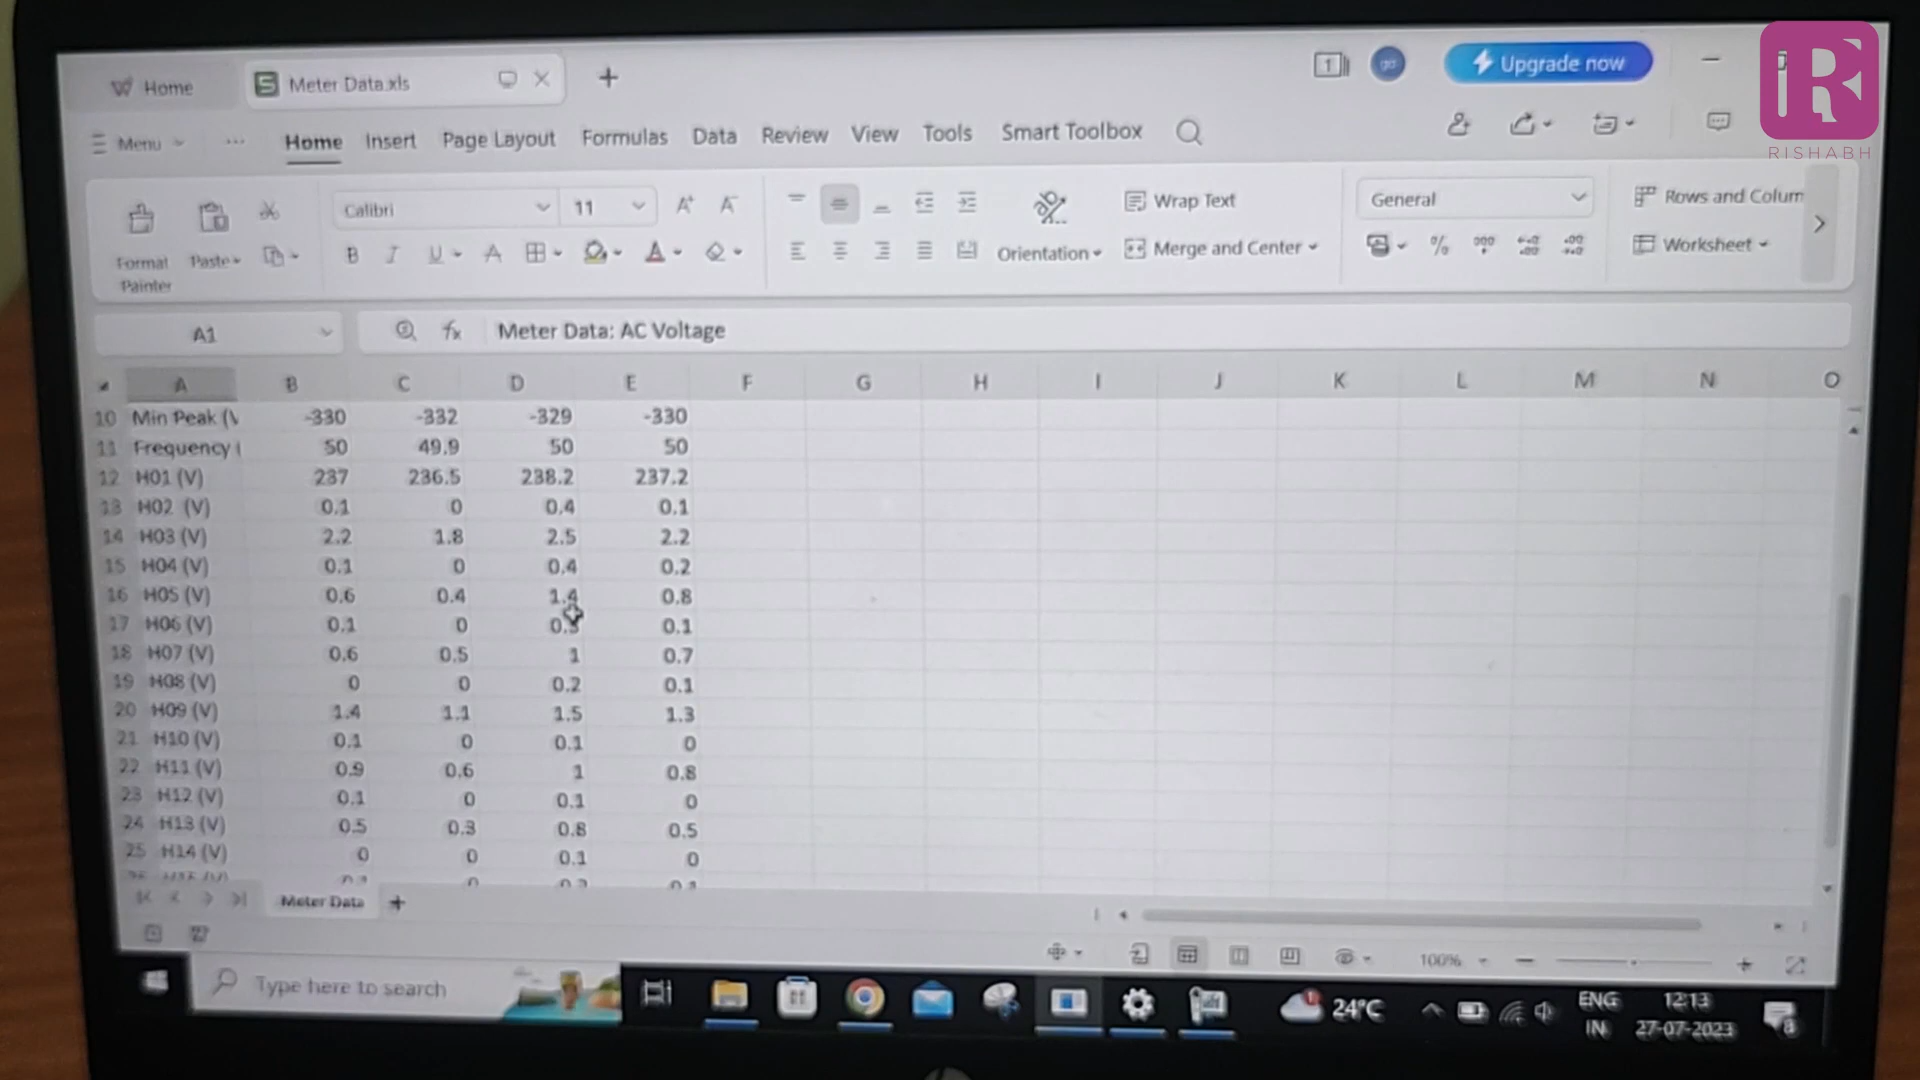 Home Meter Data.xls 1 go Upgrade now
RISHABH
Menu Home Insert Page Layout Formulas Data Review View Tools Smart Toolbox
Calibri 11 Wrap Text General Rows and Colum
Format Painter Paste B I U A Orientation Merge and Center % Worksheet
A1 fx Meter Data: AC Voltage
A B C D E F G H I J K L M N O
10 Min Peak (V -330 -332 -329 -330
11 Frequency ( 50 49.9 50 50
12 H01 (V) 237 236.5 238.2 237.2
13 H02 (V) 0.1 0 0.4 0.1
14 H03 (V) 2.2 1.8 2.5 2.2
15 H04 (V) 0.1 0 0.4 0.2
16 H05 (V) 0.6 0.4 1.4 0.8
17 H06 (V) 0.1 0 0.1
18 H07 (V) 0.6 0.5 1 0.7
19 H08 (V) 0 0 0.2 0.1
20 H09 (V) 1.4 1.1 1.5 1.3
21 H10 (V) 0.1 0 0.1 0
22 H11 (V) 0.9 0.6 1 0.8
23 H12 (V) 0.1 0 0.1 0
24 H13 (V) 0.5 0.3 0.8 0.5
25 H14 (V) 0 0 0.1 0
Meter Data
100%
Type here to search 24°C ENG 12:13
IN 27-07-2023 8